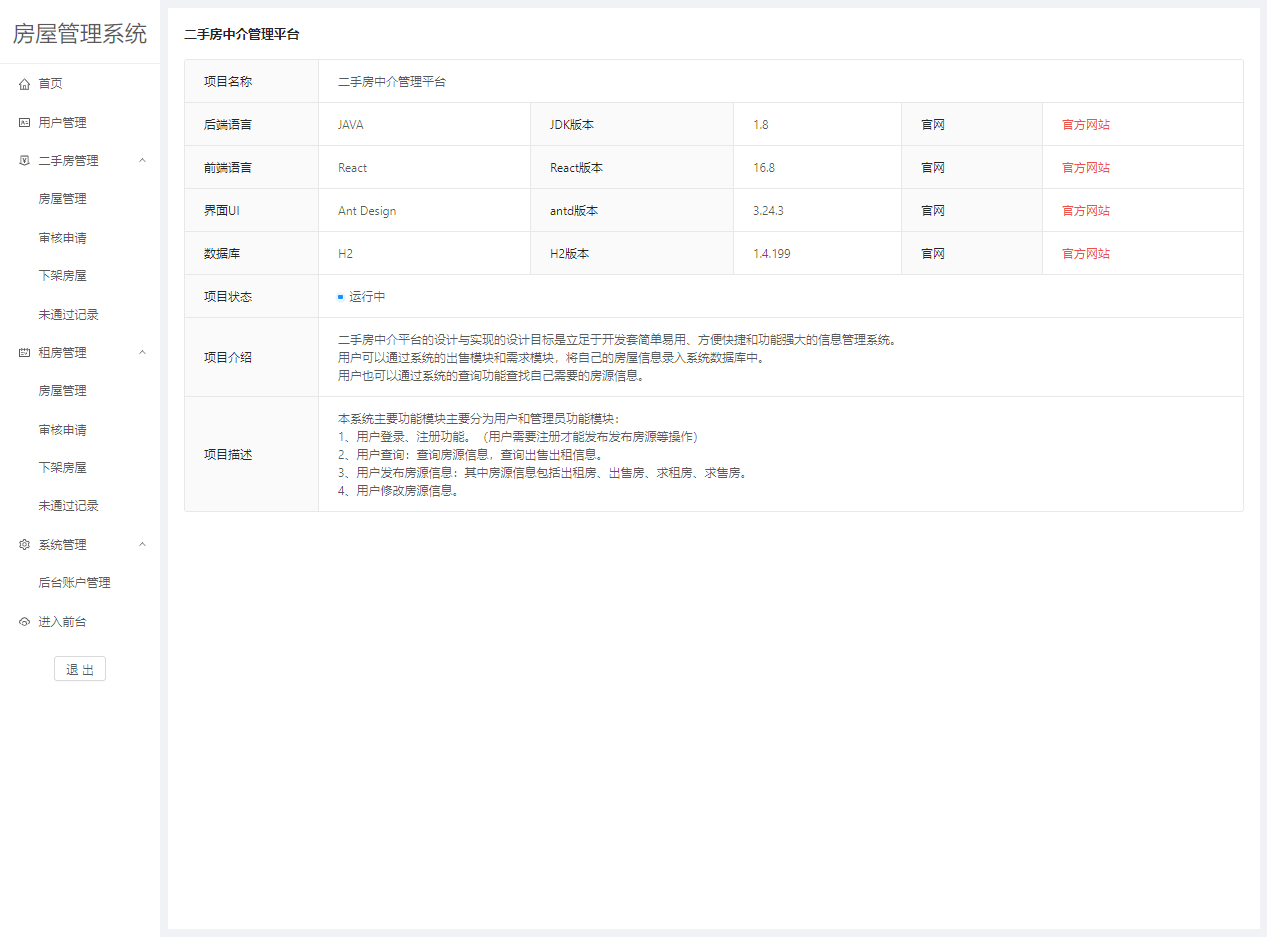 房屋管理系统
首页
用户管理
二手房管理
房屋管理
审核申请
下架房屋
未通过记录
租房管理
房屋管理
审核申请
下架房屋
未通过记录
系统管理
后台账户管理
进入前台
退 出
二手房中介管理平台
项目名称 二手房中介管理平台
后端语言 JAVA JDK版本 1.8 官网 官方网站
前端语言 React React版本 16.8 官网 官方网站
界面UI Ant Design antd版本 3.24.3 官网 官方网站
数据库 H2 H2版本 1.4.199 官网 官方网站
项目状态 运行中
项目介绍
二手房中介平台的设计与实现的设计目标是立足于开发套简单易用、方便快捷和功能强大的信息管理系统。
用户可以通过系统的出售模块和需求模块，将自己的房屋信息录入系统数据库中。
用户也可以通过系统的查询功能查找自己需要的房源信息。
项目描述
本系统主要功能模块主要分为用户和管理员功能模块：
1、用户登录、注册功能。（用户需要注册才能发布发布房源等操作）
2、用户查询：查询房源信息，查询出售出租信息。
3、用户发布房源信息：其中房源信息包括出租房、出售房、求租房、求售房。
4、用户修改房源信息。